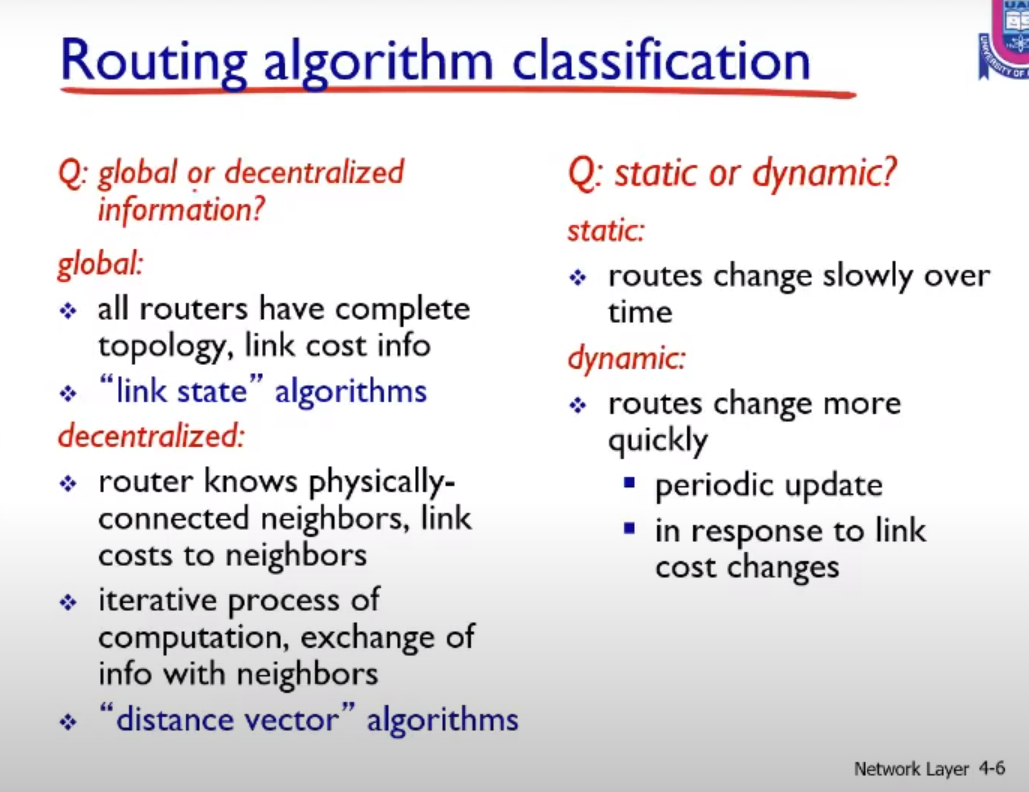 Routing algorithm classification
Q: global or decentralized
information?
global:
❖ all routers have complete
topology, link cost info
❖ “link state” algorithms
decentralized:
❖ router knows physically-
connected neighbors, link
costs to neighbors
❖ iterative process of
computation, exchange of
info with neighbors
❖ “distance vector” algorithms
Q: static or dynamic?
static:
❖ routes change slowly over
time
dynamic:
❖ routes change more
quickly
▪ periodic update
▪ in response to link
cost changes
Network Layer 4-6
UNIVERSITY OF